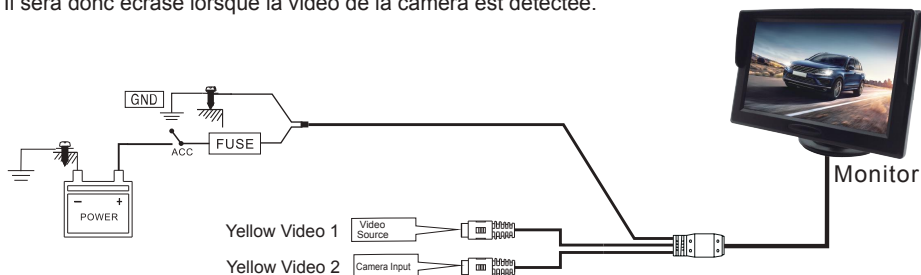 Il sera donc écrasé lorsque la vidéo de la caméra est détectée.
GND
ACC
FUSE
Monitor
- +
POWER
Yellow Video 1
Video
Source
Yellow Video 2
Camera Input